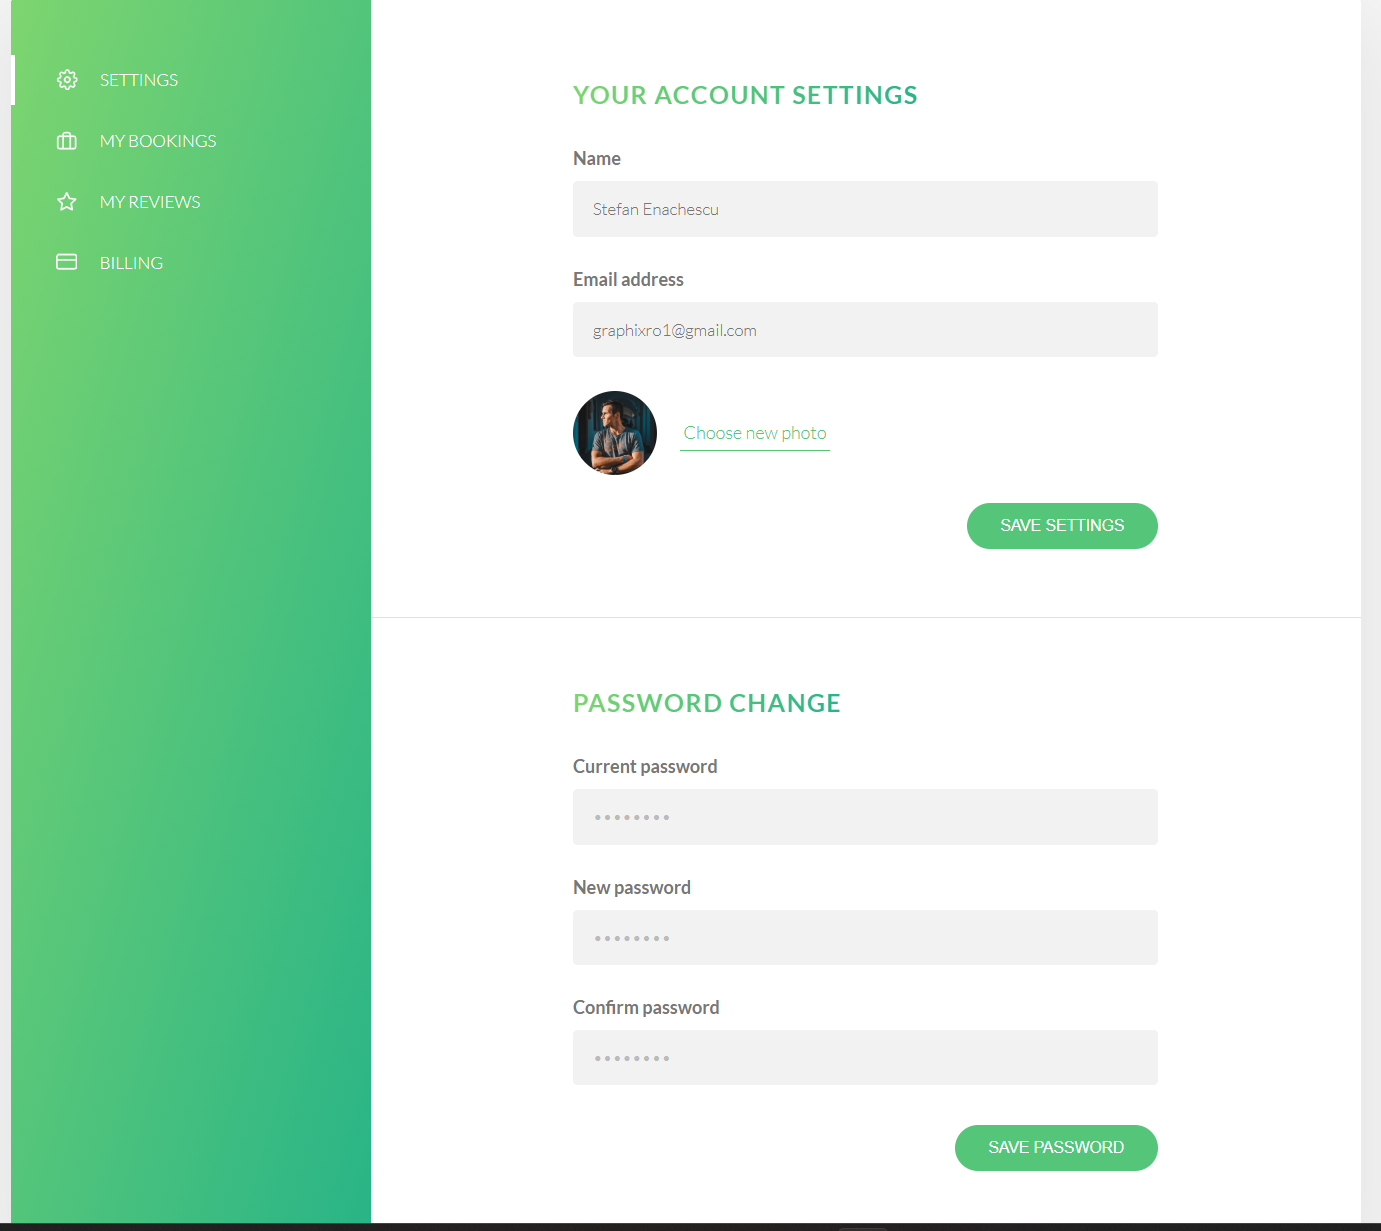 SETTINGS
MY BOOKINGS
MY REVIEWS
BILLING
YOUR ACCOUNT SETTINGS
Name
Stefan Enachescu
Email address
graphixro1@gmail.com
Choose new photo
SAVE SETTINGS
PASSWORD CHANGE
Current password
••••••••
New password
••••••••
Confirm password
••••••••
SAVE PASSWORD